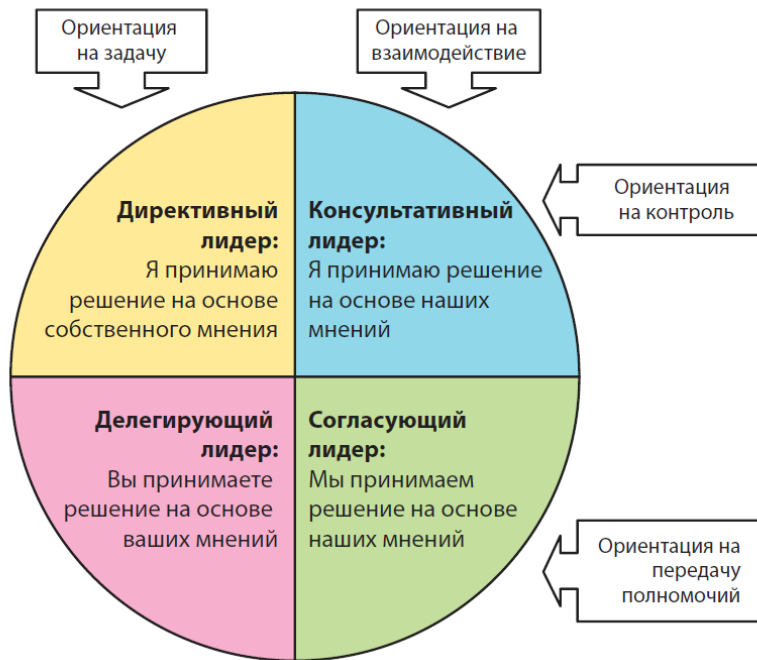 Ориентация
на задачу
Ориентация на
взаимодействие
Ориентация
на контроль
Директивный
лидер:
Я принимаю
решение на основе
собственного мнения
Консультативный
лидер:
Я принимаю решение
на основе наших
мнений
Делегирующий
лидер:
Вы принимаете
решение на основе
ваших мнений
Согласующий
лидер:
Мы принимаем
решение на основе
наших мнений
Ориентация на
передачу
полномочий